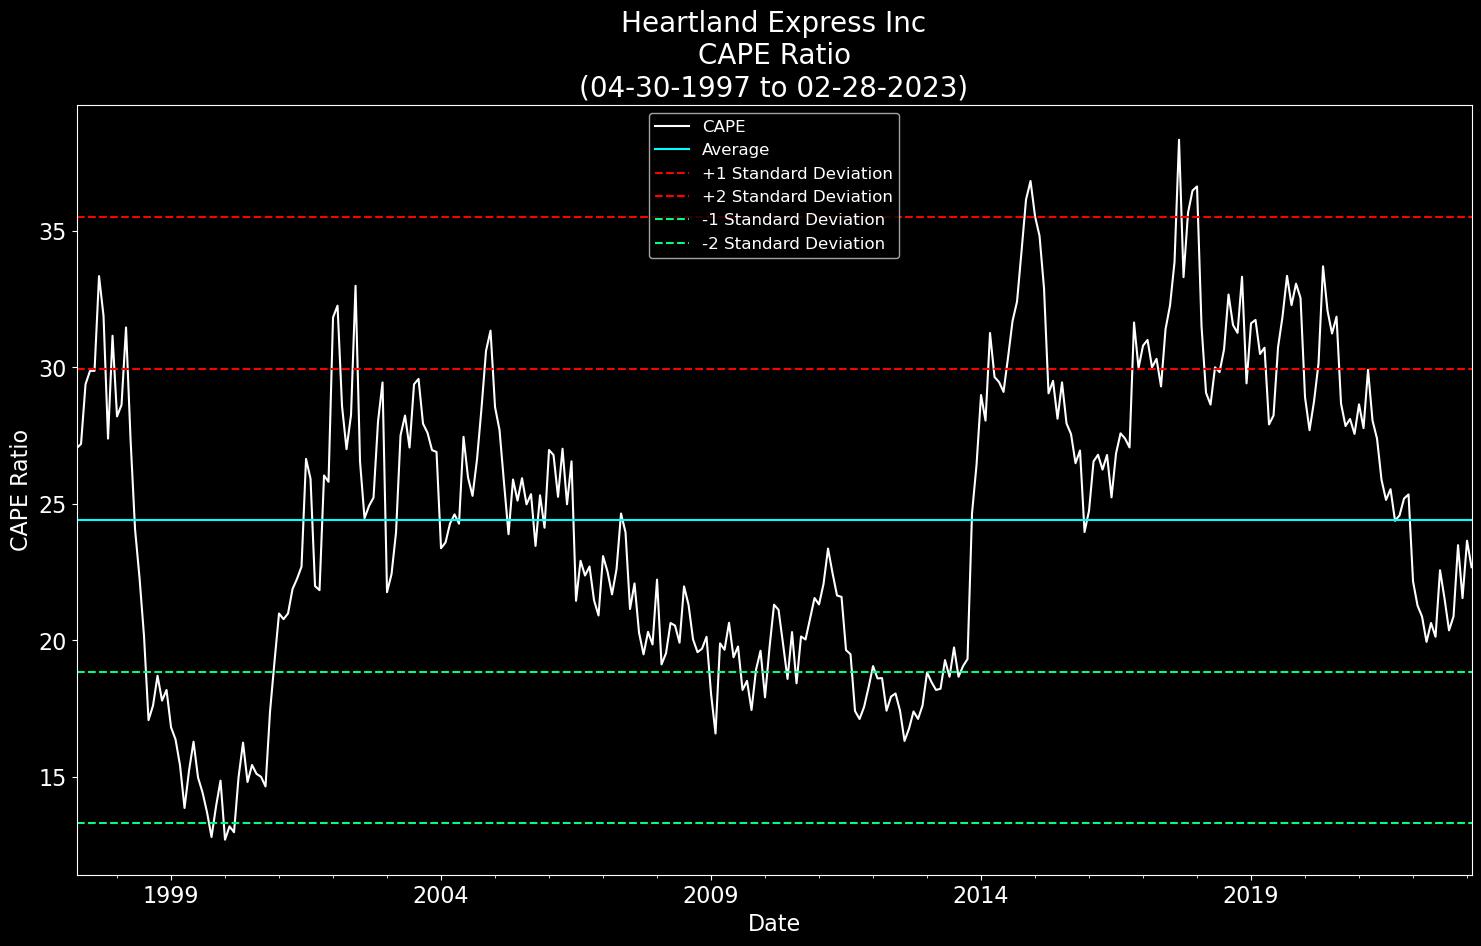 Heartland Express Inc
CAPE Ratio
(04-30-1997 to 02-28-2023)
CAPE
Average
+1 Standard Deviation
+2 Standard Deviation
-1 Standard Deviation
-2 Standard Deviation
CAPE Ratio
35
30
25
20
15
1999 2004 2009 2014 2019
Date